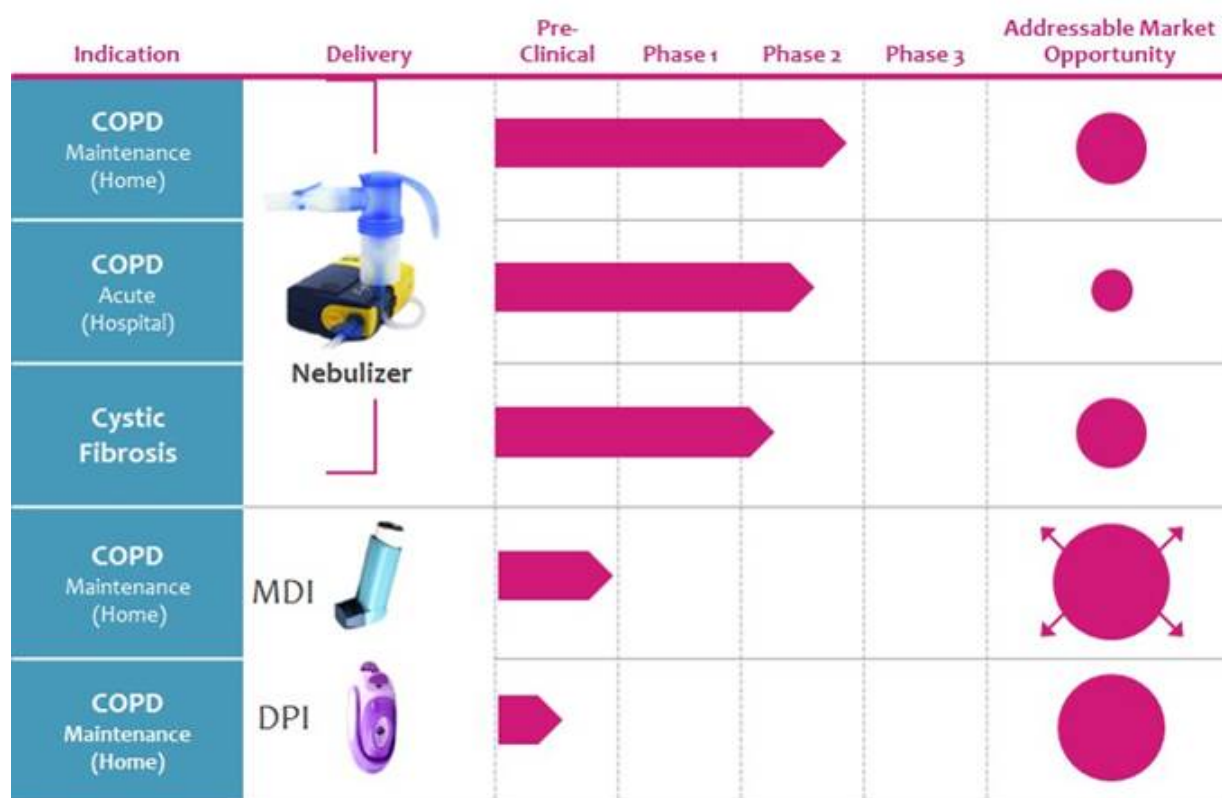 Indication
Delivery
Pre-
Clinical
Phase 1
Phase 2
Phase 3
Addressable Market
Opportunity
COPD
Maintenance
(Home)
COPD
Acute
(Hospital)
Nebulizer
Cystic
Fibrosis
COPD
Maintenance
(Home)
MDI
COPD
Maintenance
(Home)
DPI